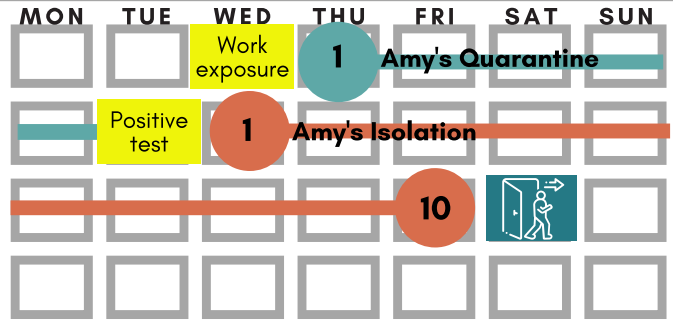 MON TUE WED THU FRI SAT SUN
Work
exposure
1 Amy's Quarantine
Positive
test
1 Amy's Isolation
10